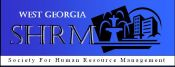 WEST GEORGIA
SHRM
Society For Human Resource Management